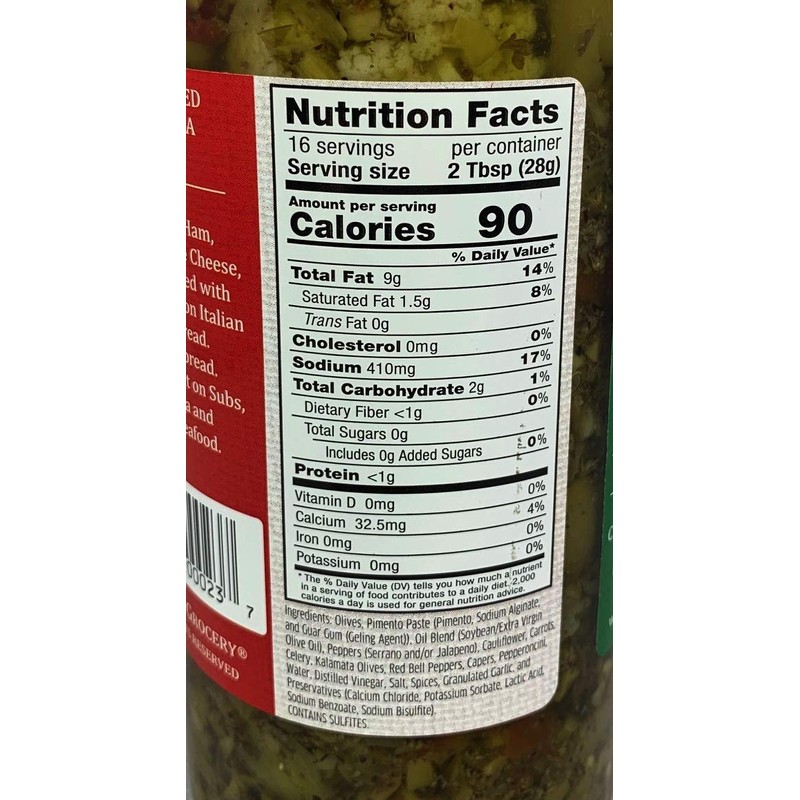 ED
A
Ham,
Cheese,
ed with
on Italian
read.
pread.
t on Subs,
a and
eafood.
00023 7
GROCERY®
RESERVED
Nutrition Facts
16 servings per container
Serving size 2 Tbsp (28g)
Amount per serving
Calories 90
% Daily Value*
Total Fat 9g 14%
Saturated Fat 1.5g 8%
Trans Fat 0g
Cholesterol 0mg 0%
Sodium 410mg 17%
Total Carbohydrate 2g 1%
Dietary Fiber <1g 0%
Total Sugars 0g
Includes 0g Added Sugars 0%
Protein <1g
Vitamin D 0mg 0%
Calcium 32.5mg 4%
Iron 0mg 0%
Potassium 0mg 0%
* The % Daily Value (DV) tells you how much a nutrient
in a serving of food contributes to a daily diet. 2,000
calories a day is used for general nutrition advice.
Ingredients: Olives, Pimento Paste (Pimento, Sodium Alginate,
and Guar Gum (Geling Agent)), Oil Blend (Soybean/Extra Virgin
Olive Oil), Peppers (Serrano and/or Jalapeno), Cauliflower, Carrots,
Celery, Kalamata Olives, Red Bell Peppers, Capers, Pepperoncini,
Water, Distilled Vinegar, Salt, Spices, Granulated Garlic, and
Preservatives (Calcium Chloride, Potassium Sorbate, Lactic Acid,
Sodium Benzoate, Sodium Bisulfite).
CONTAINS SULFITES.